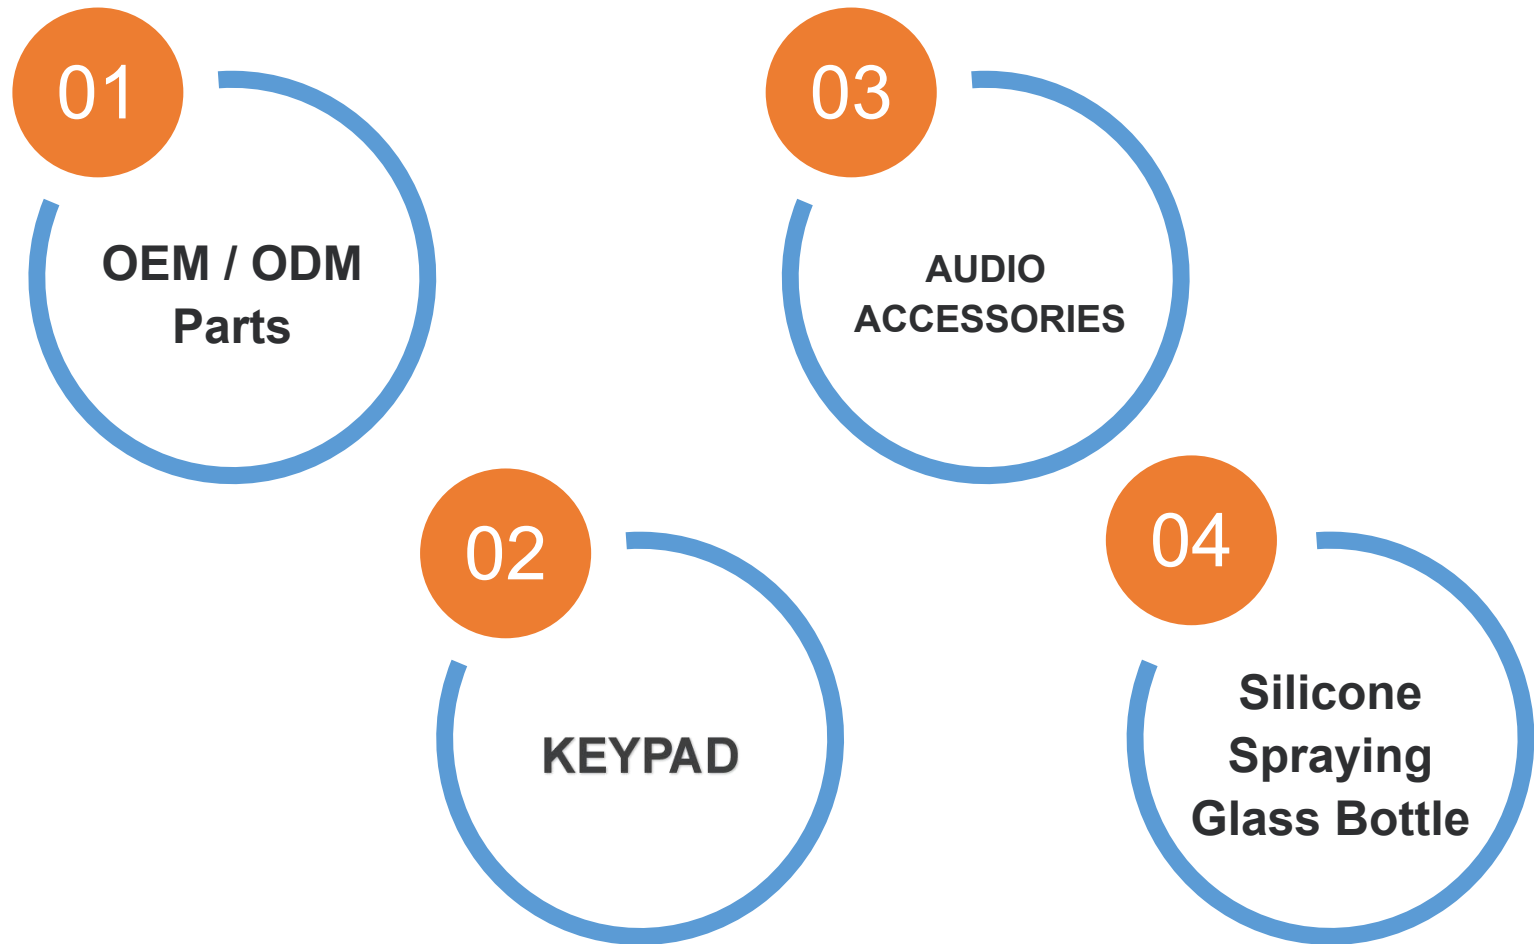 01
OEM / ODM
Parts
02
KEYPAD
03
AUDIO
ACCESSORIES
04
Silicone
Spraying
Glass Bottle